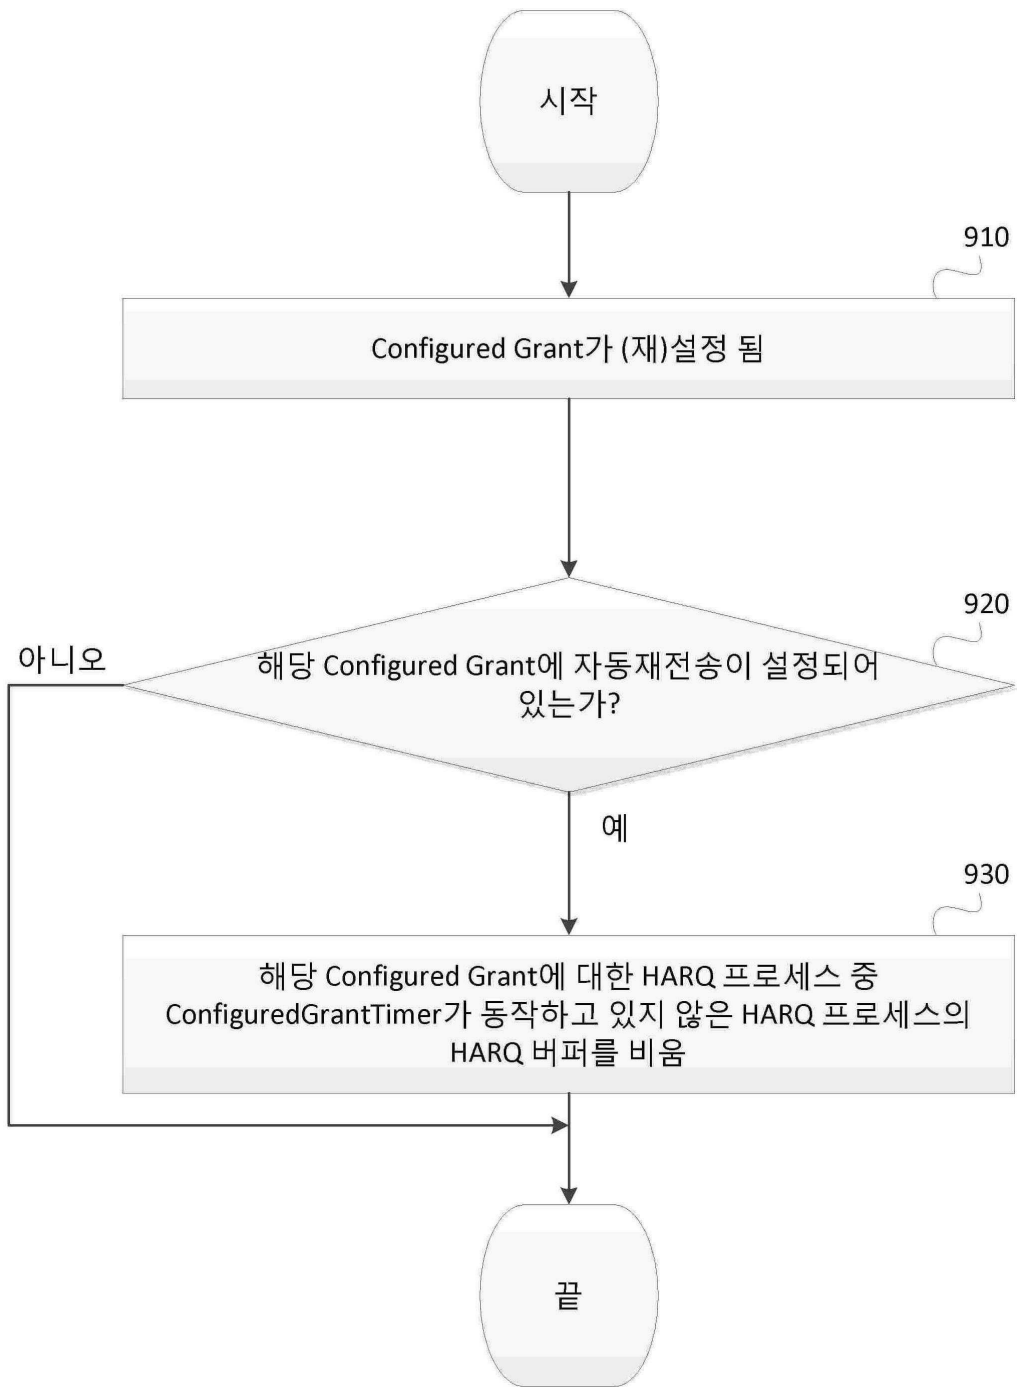 시작
910
Configured Grant가 (재)설정 됨
920
아니오
해당 Configured Grant에 자동재전송이 설정되어
있는가?
예
930
해당 Configured Grant에 대한 HARQ 프로세스 중
ConfiguredGrantTimer가 동작하고 있지 않은 HARQ 프로세스의
HARQ 버퍼를 비움
끝